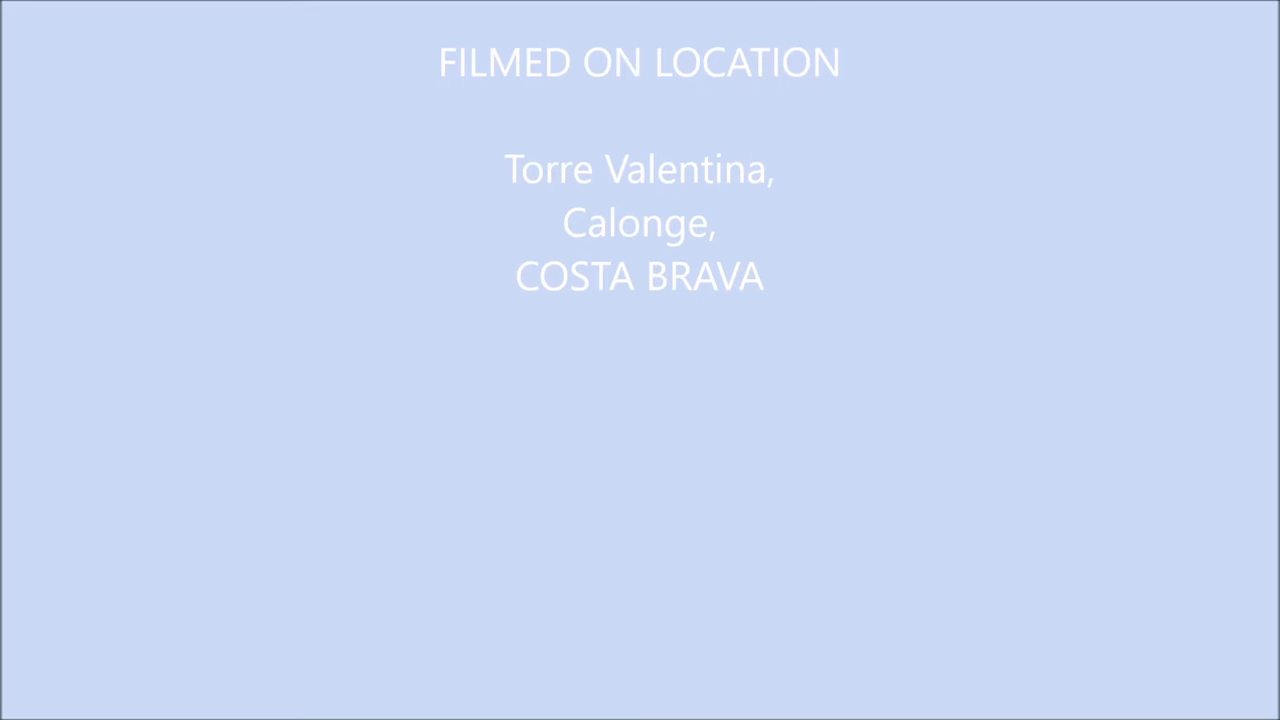 FILMED ON LOCATION
Torre Valentina,
Calonge,
COSTA BRAVA